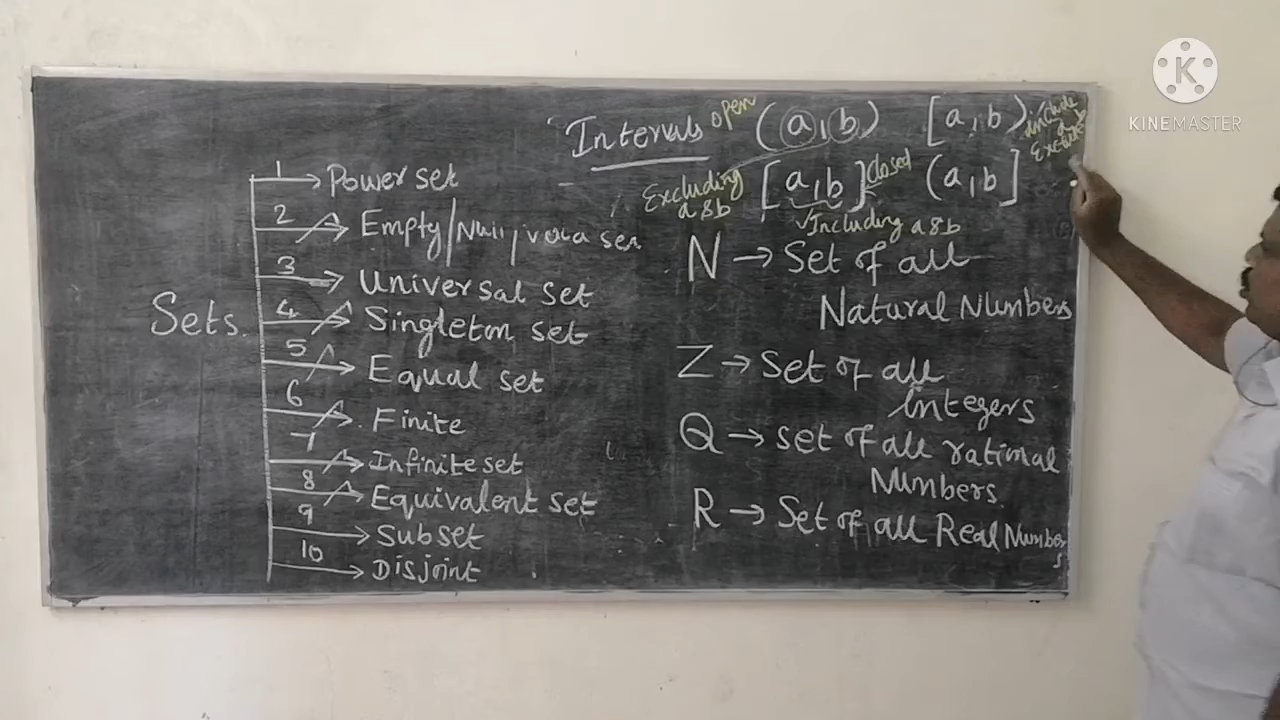 K
KINEMASTER
Sets.
1 Power set
2 Empty/Null/void set
3 Universal set
4 Singleton set
5 Equal set
6 Finite
7 Infinite set
8 Equivalent set
9 Subset
10 Disjoint
Intervals open (a,b) [a,b) include
Excluding a & b [a,b] closed (a,b]
√Including a & b
N → Set of all
Natural Numbers
Z → Set of all
integers
Q → set of all rational
Numbers
R → Set of all Real Numbers